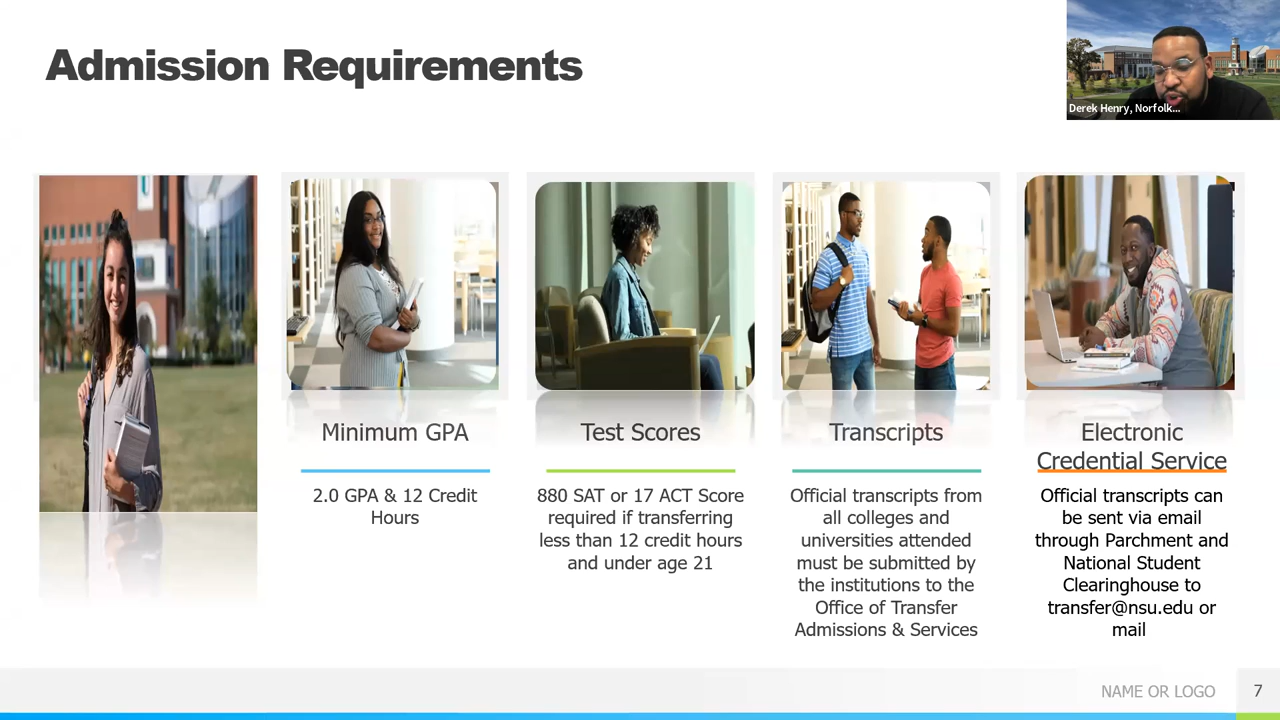 Admission Requirements
Derek Henry, Norfolk...
Minimum GPA
2.0 GPA & 12 Credit
Hours
Test Scores
880 SAT or 17 ACT Score
required if transferring
less than 12 credit hours
and under age 21
Transcripts
Official transcripts from
all colleges and
universities attended
must be submitted by
the institutions to the
Office of Transfer
Admissions & Services
Electronic
Credential Service
Official transcripts can
be sent via email
through Parchment and
National Student
Clearinghouse to
transfer@nsu.edu or
mail
NAME OR LOGO
7